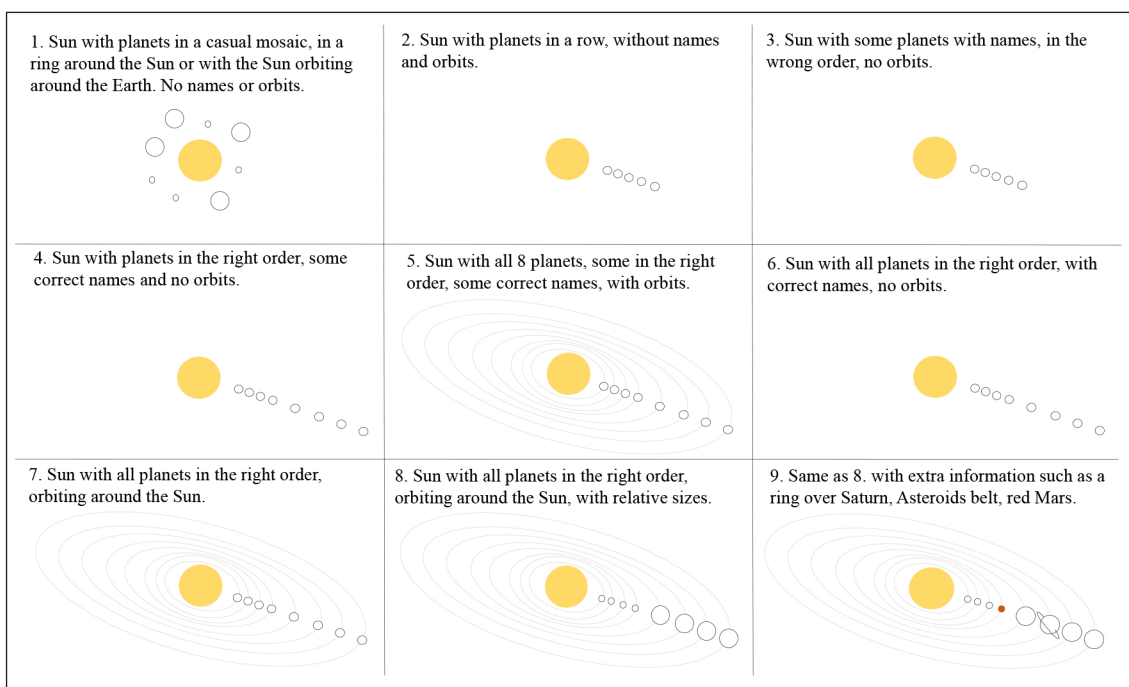 1. Sun with planets in a casual mosaic, in a
ring around the Sun or with the Sun orbiting
around the Earth. No names or orbits.
2. Sun with planets in a row, without names
and orbits.
3. Sun with some planets with names, in the
wrong order, no orbits.
4. Sun with planets in the right order, some
correct names and no orbits.
5. Sun with all 8 planets, some in the right
order, some correct names, with orbits.
6. Sun with all planets in the right order, with
correct names, no orbits.
7. Sun with all planets in the right order,
orbiting around the Sun.
8. Sun with all planets in the right order,
orbiting around the Sun, with relative sizes.
9. Same as 8. with extra information such as a
ring over Saturn, Asteroids belt, red Mars.